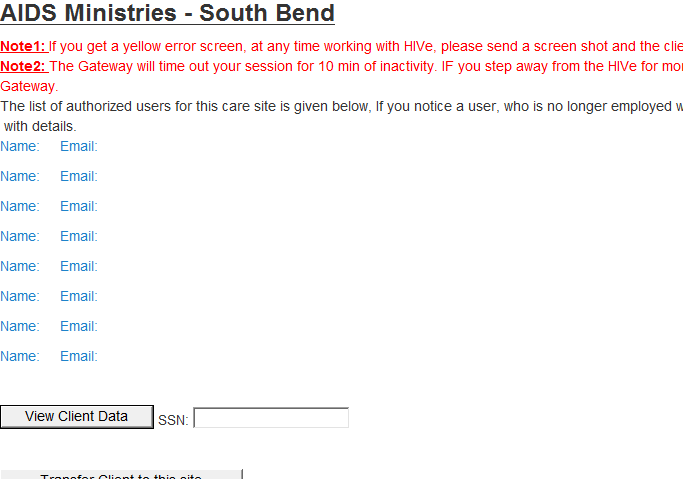 AIDS Ministries - South Bend
Note1: If you get a yellow error screen, at any time working with HIVe, please send a screen shot and the clie
Note2: The Gateway will time out your session for 10 min of inactivity. IF you step away from the HIVe for mor
Gateway.
The list of authorized users for this care site is given below, If you notice a user, who is no longer employed w
with details.
Name: Email:
Name: Email:
Name: Email:
Name: Email:
Name: Email:
Name: Email:
Name: Email:
Name: Email:
View Client Data SSN:
Transfer Client to this site